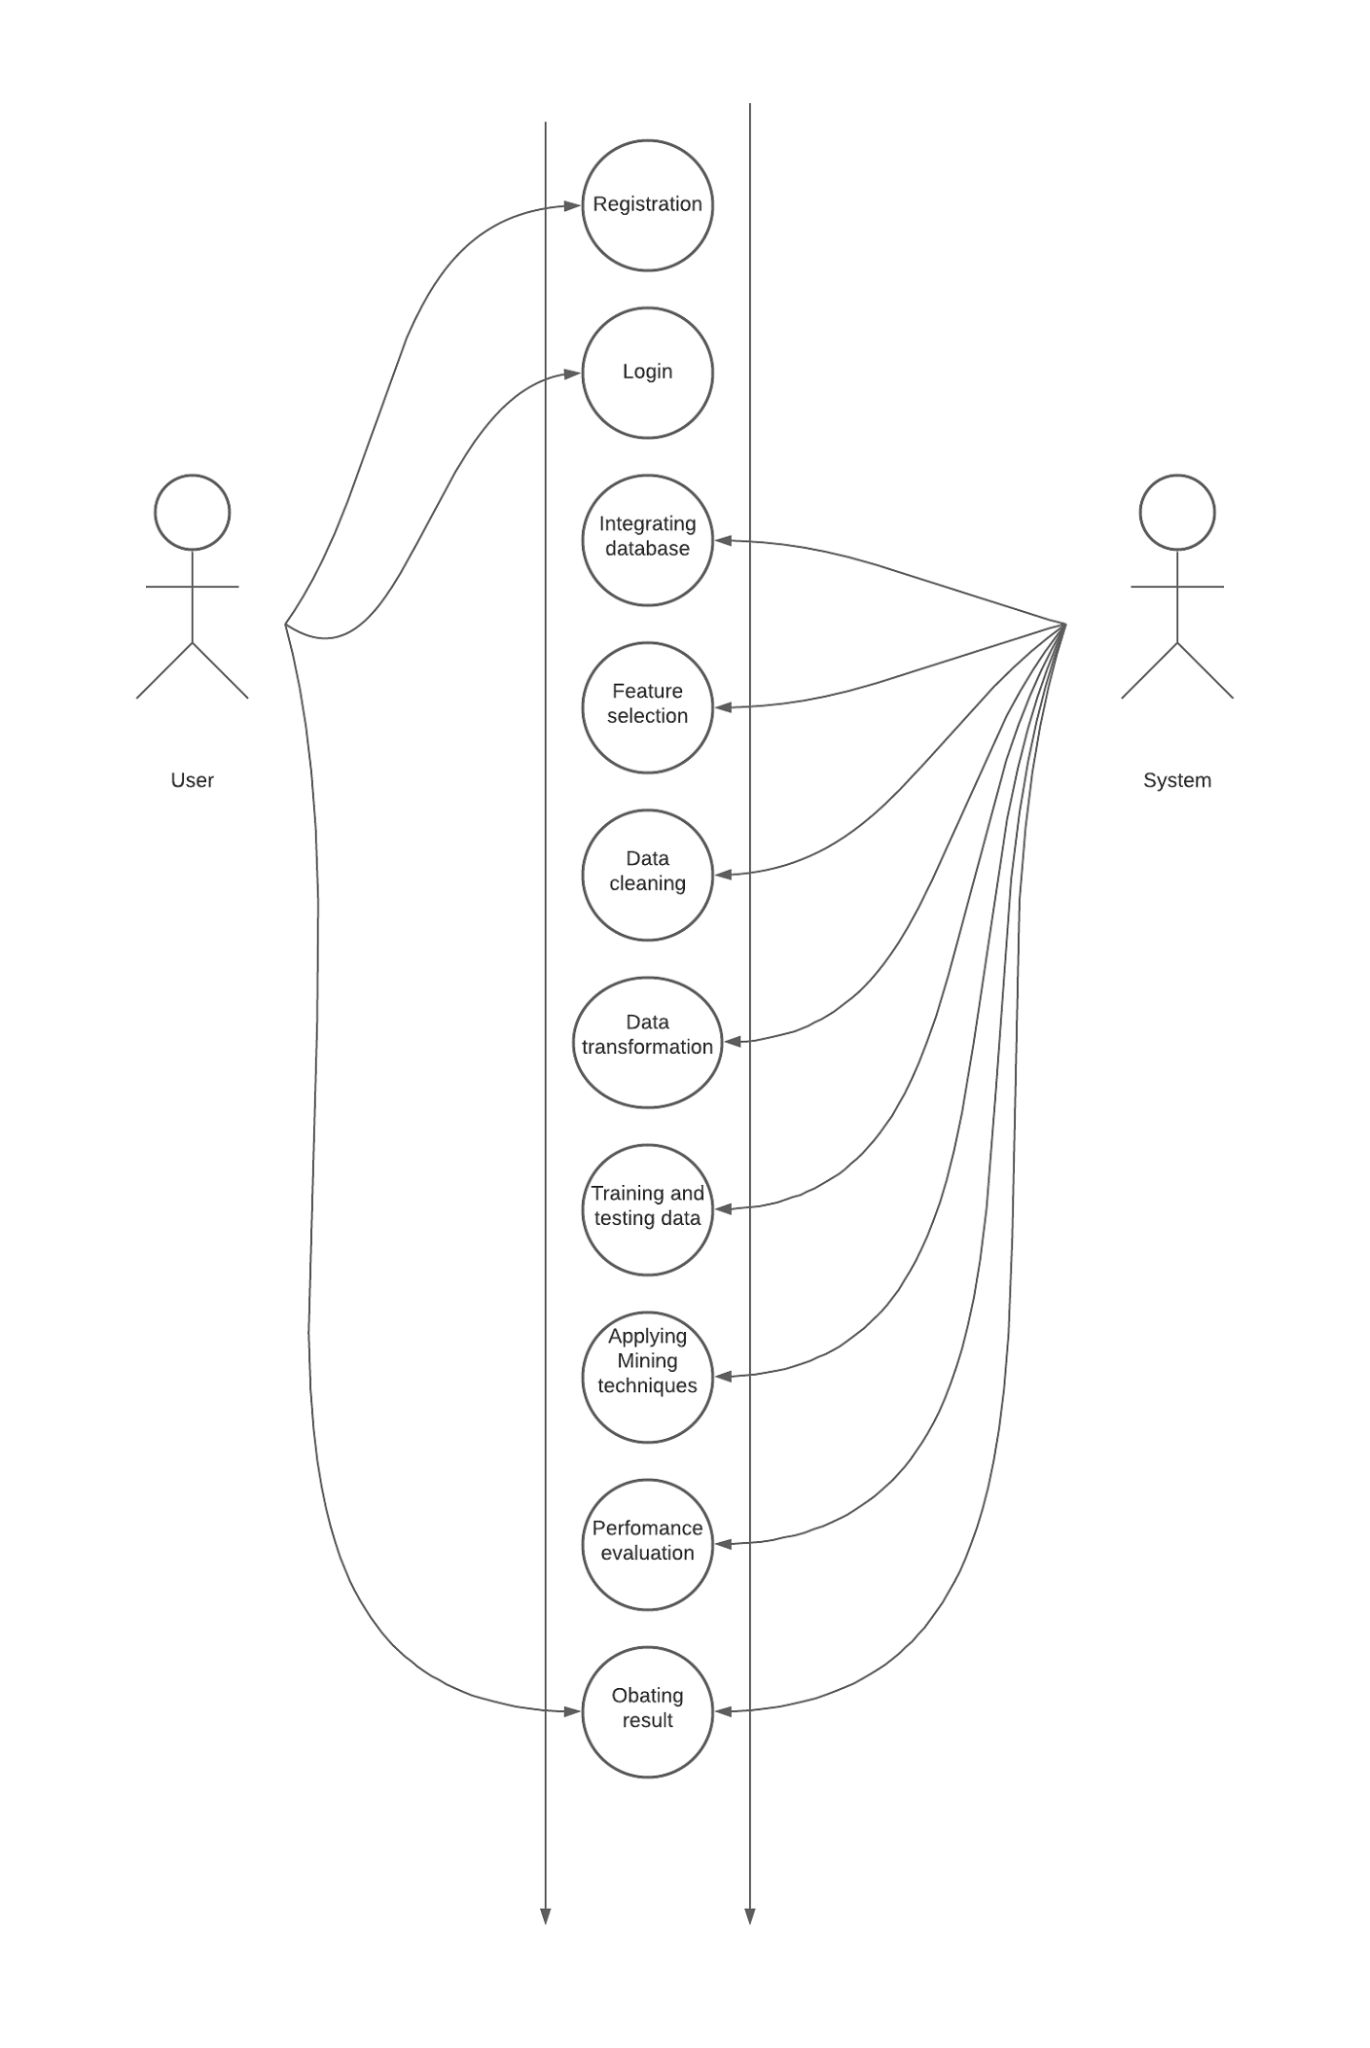 Registration
Login
Integrating
database
Feature
selection
User
System
Data
cleaning
Data
transformation
Training and
testing data
Applying
Mining
techniques
Perfomance
evaluation
Obating
result